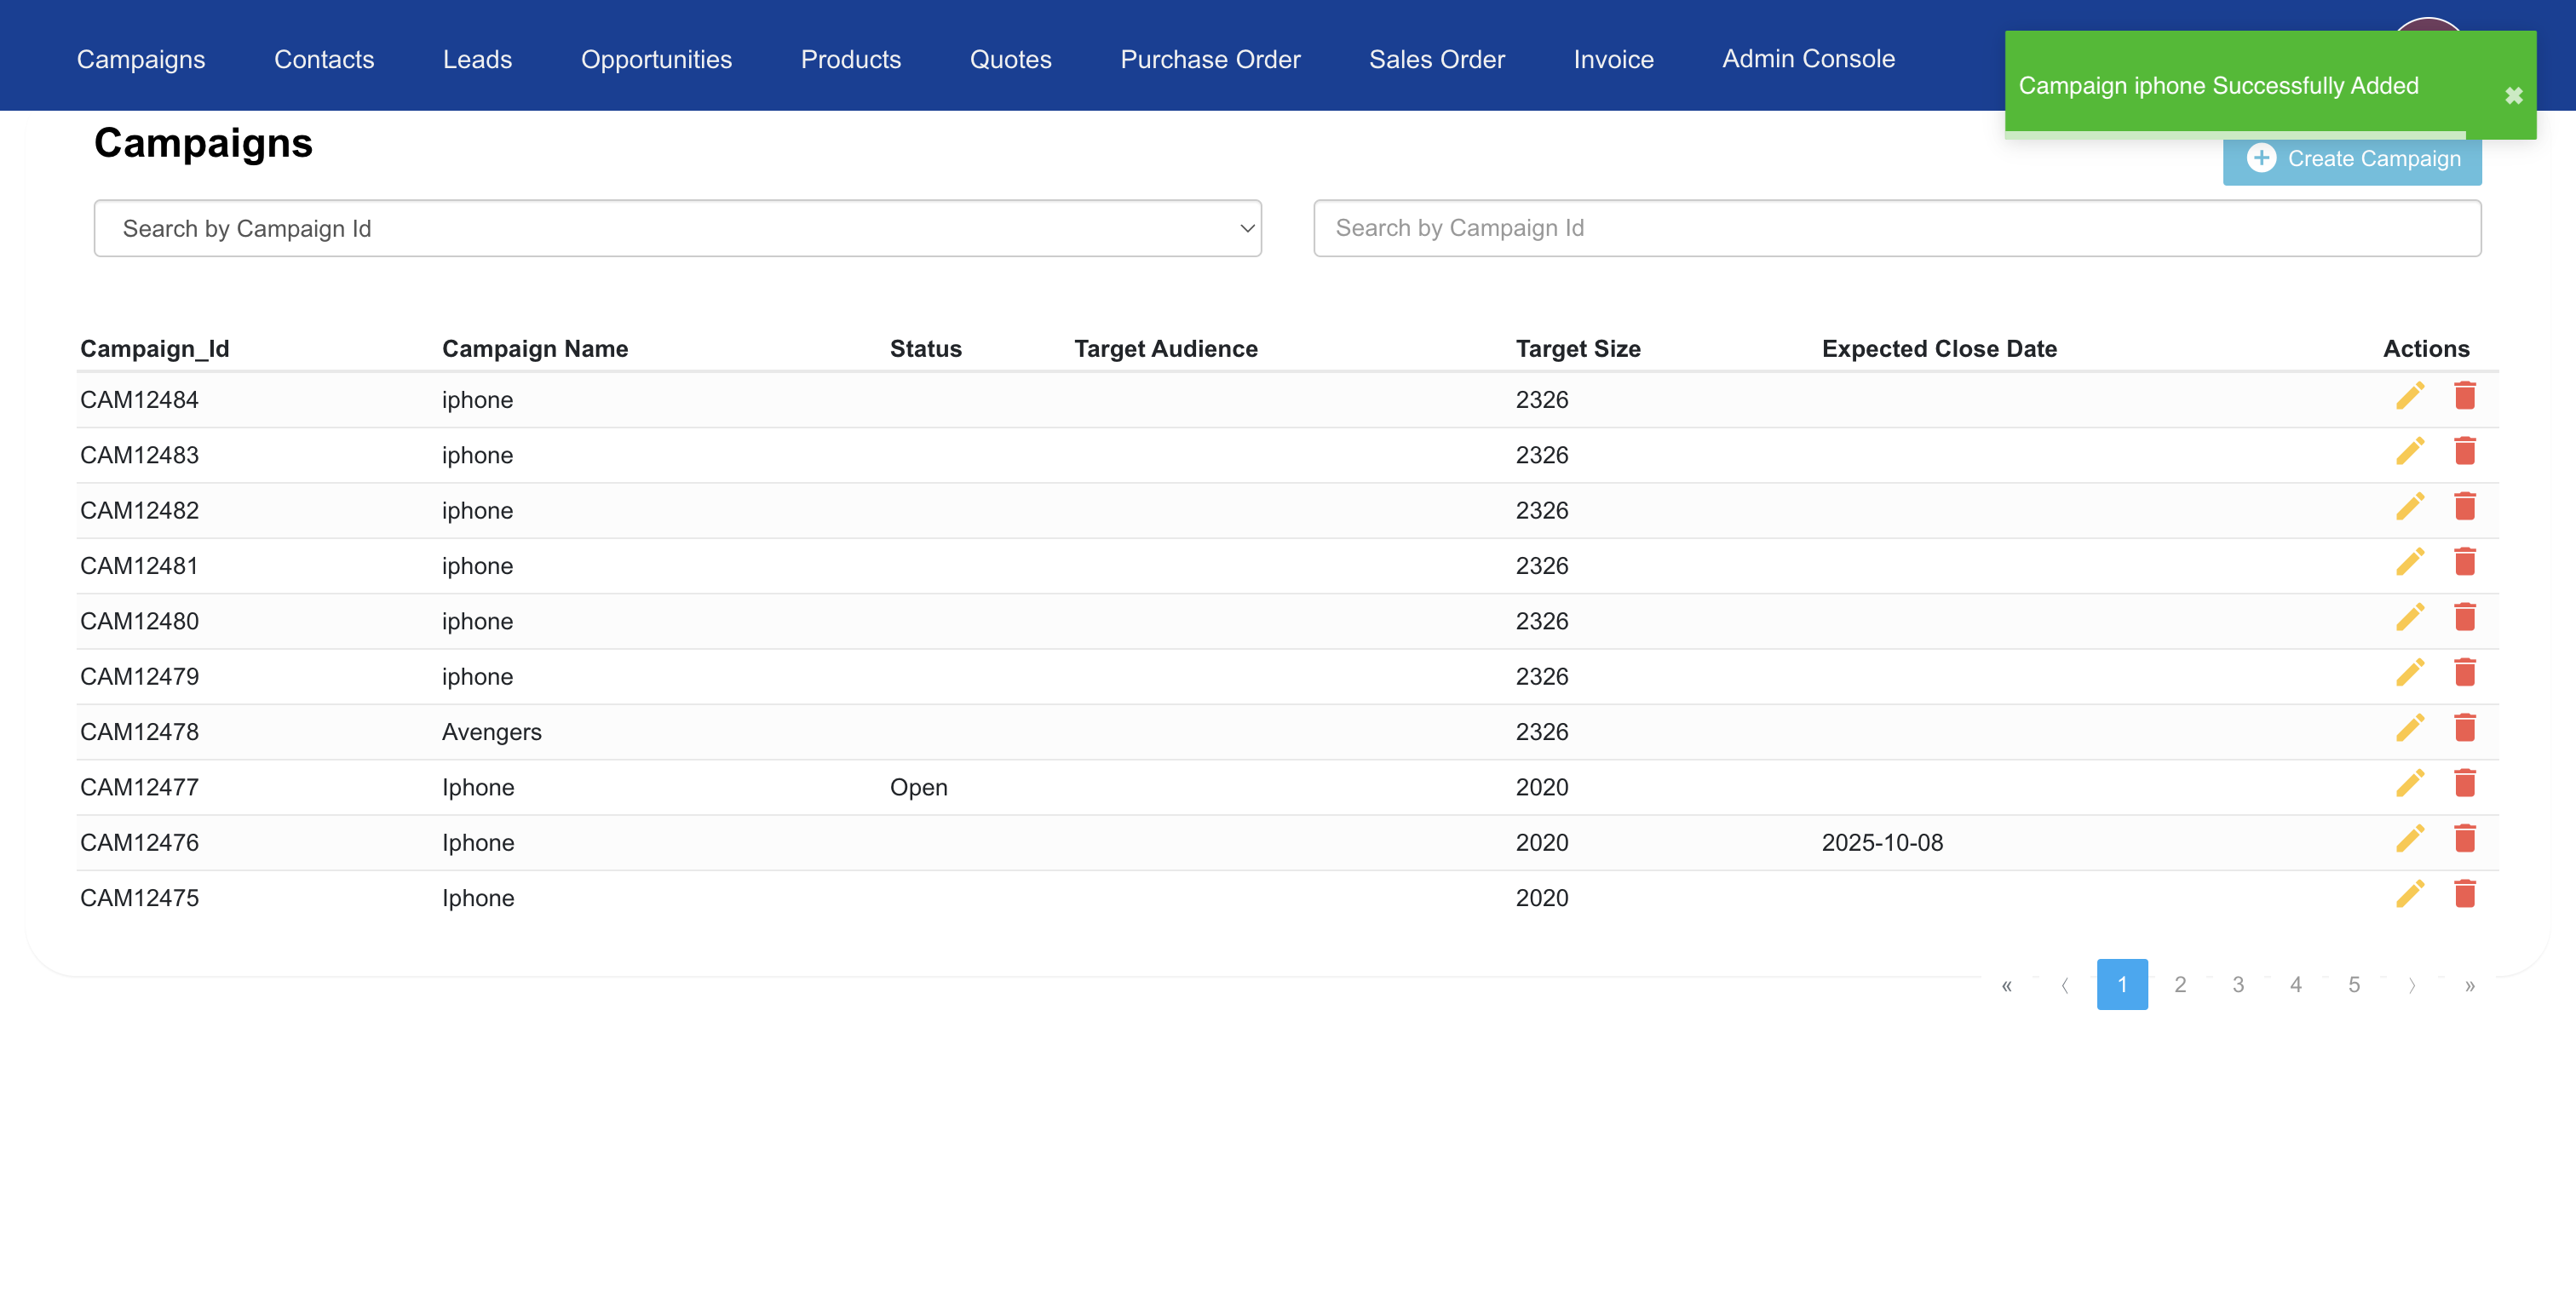 Campaigns Contacts Leads Opportunities Products Quotes Purchase Order Sales Order Invoice Admin Console
Campaign iphone Successfully Added ✖
Campaigns
Create Campaign
Search by Campaign Id
Search by Campaign Id
Campaign_Id Campaign Name Status Target Audience Target Size Expected Close Date Actions
CAM12484 iphone 2326
CAM12483 iphone 2326
CAM12482 iphone 2326
CAM12481 iphone 2326
CAM12480 iphone 2326
CAM12479 iphone 2326
CAM12478 Avengers 2326
CAM12477 Iphone Open 2020
CAM12476 Iphone 2020 2025-10-08
CAM12475 Iphone 2020
« ⟨ 1 2 3 4 5 ⟩ »